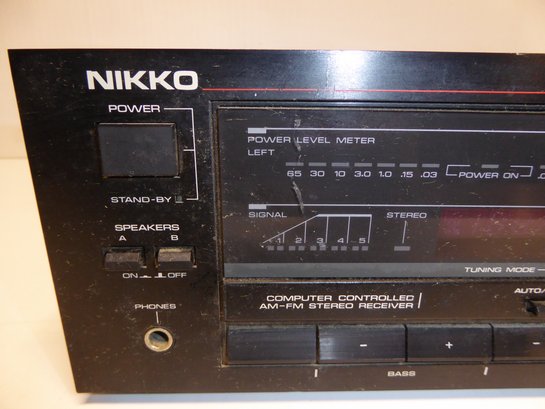 NIKKO
POWER
STAND-BY
SPEAKERS
A B
ON OFF
PHONES
POWER LEVEL METER
LEFT
65 30 10 3.0 1.0 .15 .03
POWER ON
SIGNAL
STEREO
1 2 3 4 5
TUNING MODE
COMPUTER CONTROLLED
AM-FM STEREO RECEIVER
AUTO/
- + -
BASS